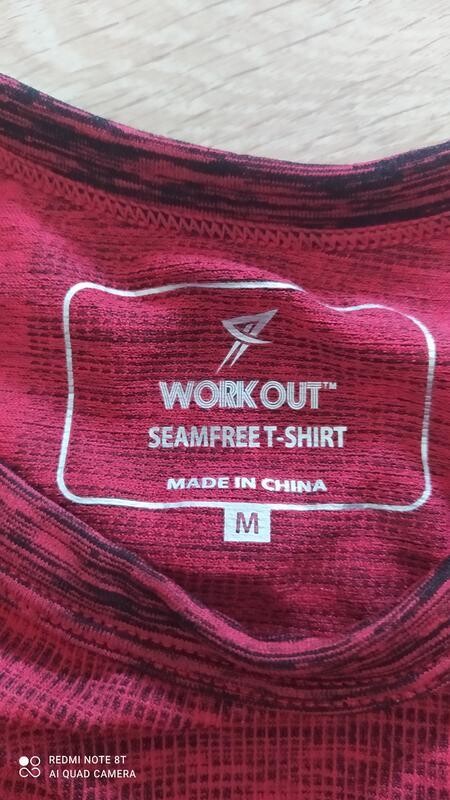 WORK OUT™
SEAMFREE T-SHIRT
MADE IN CHINA
M
REDMI NOTE 8T
AI QUAD CAMERA